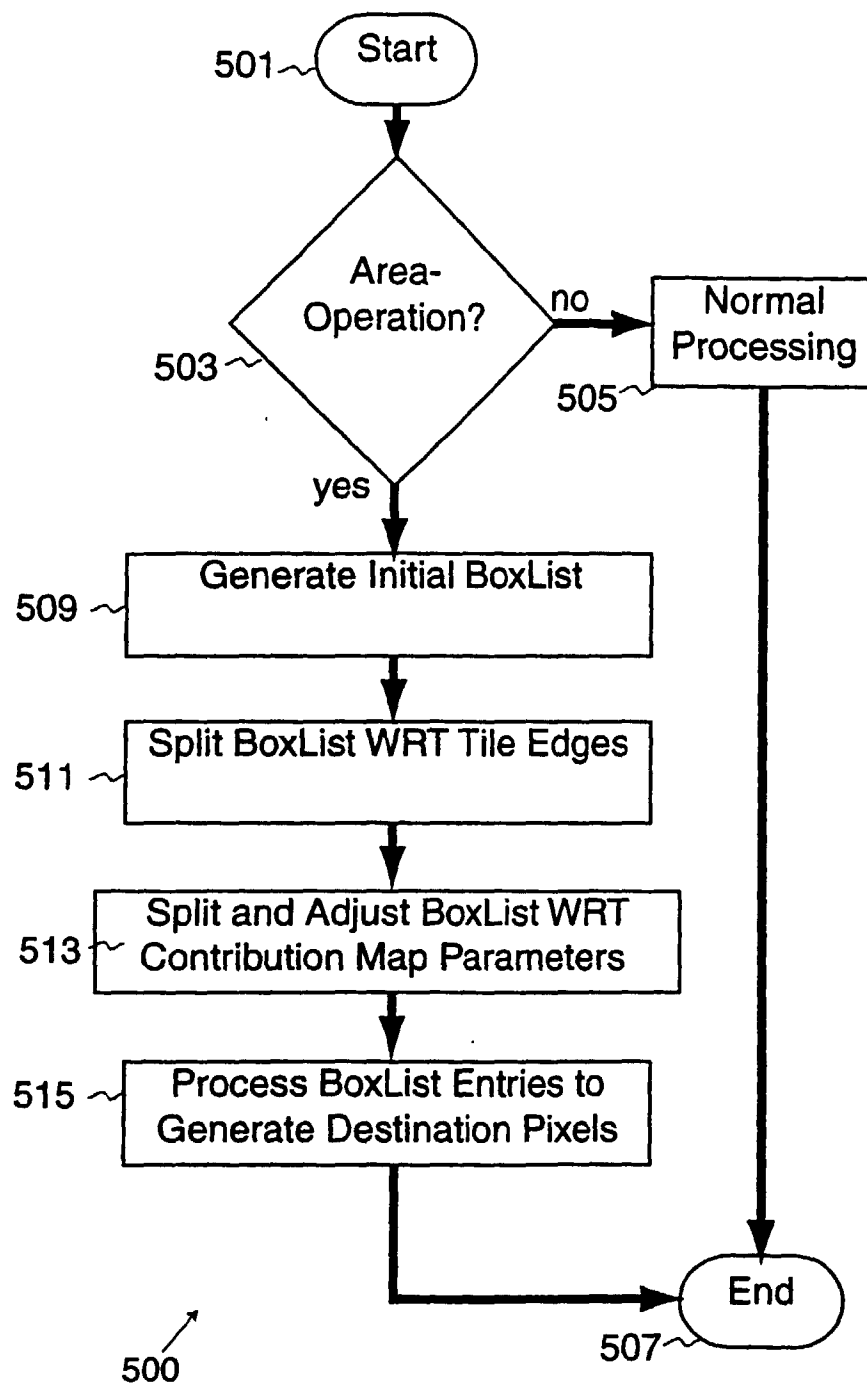 Start
501
Area-
Operation?
no
503
Normal
Processing
505
yes
Generate Initial BoxList
509
Split BoxList WRT Tile Edges
511
Split and Adjust BoxList WRT
513
Contribution Map Parameters
Process BoxList Entries to
515
Generate Destination Pixels
End
507
500